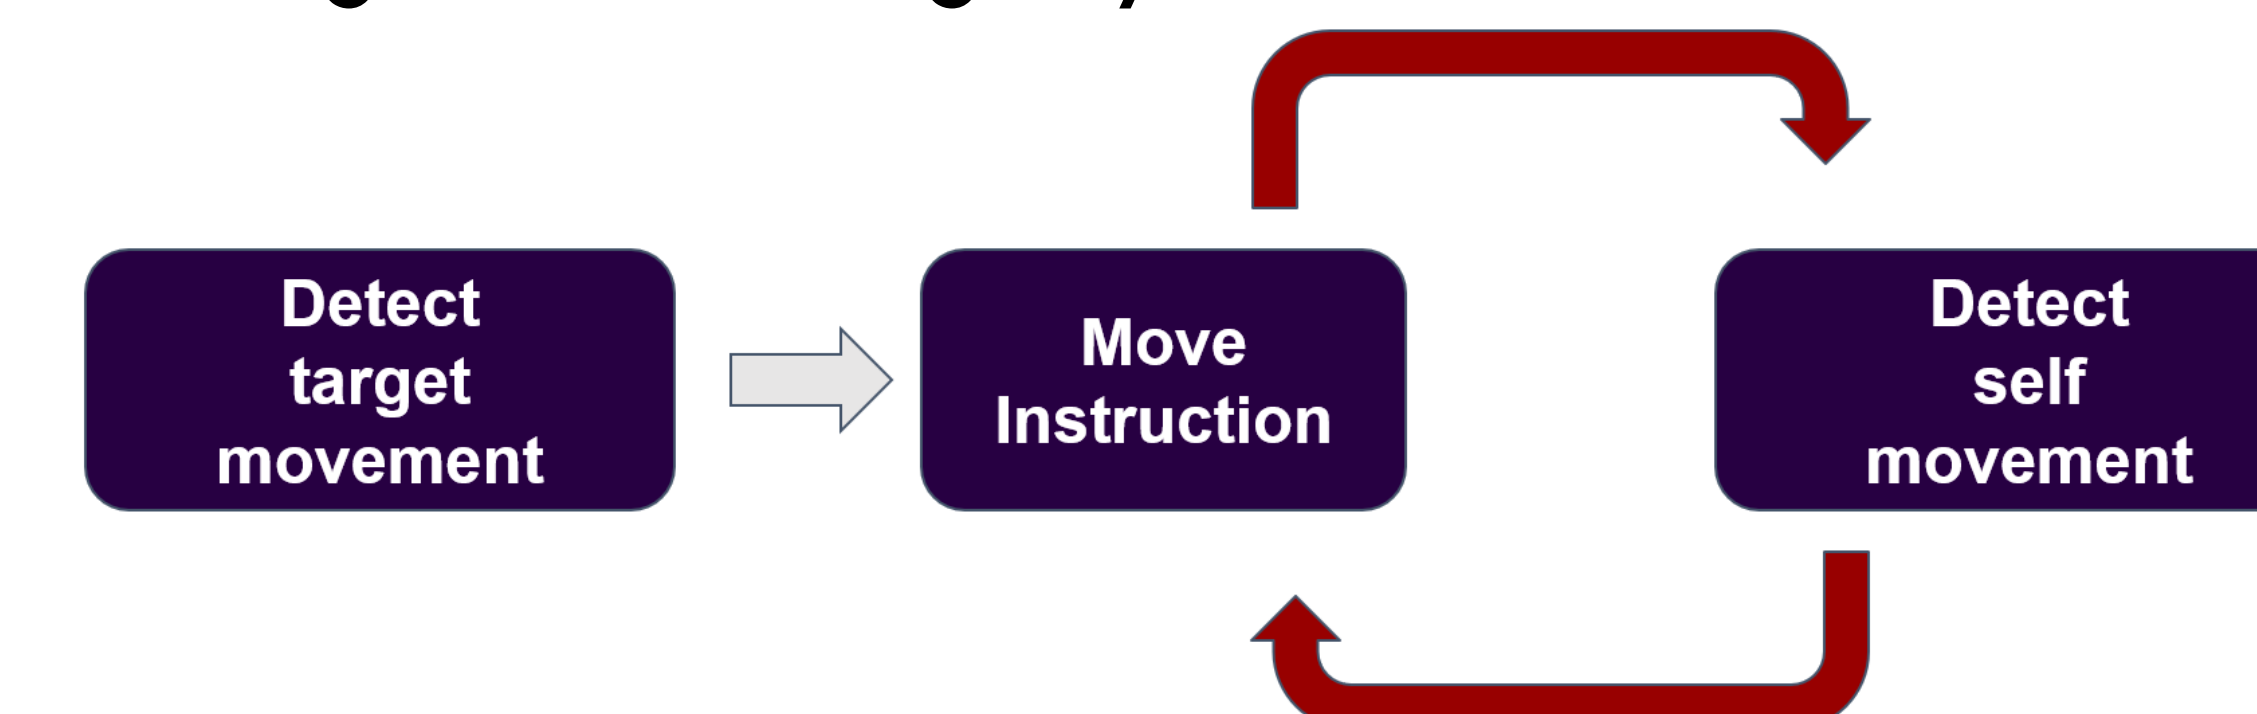 Detect
target
movement
Move
Instruction
Detect
self
movement